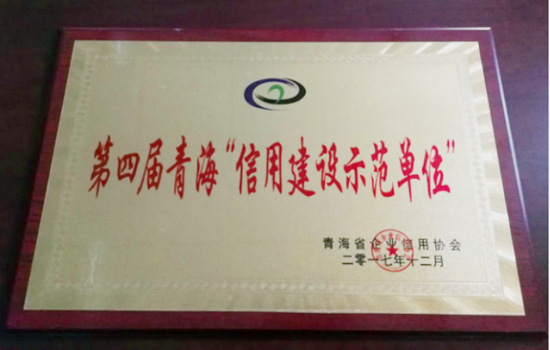 第四届青海“信用建设示范单位”
青海省企业信用协会
二零一七年十二月